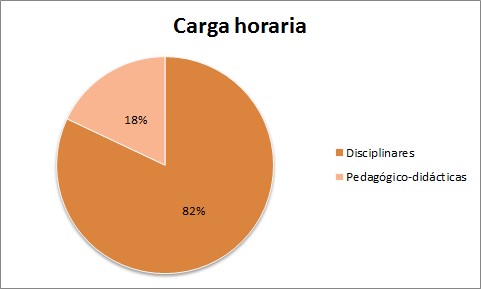 Carga horaria
18%
82%
Disciplinares
Pedagógico-didácticas